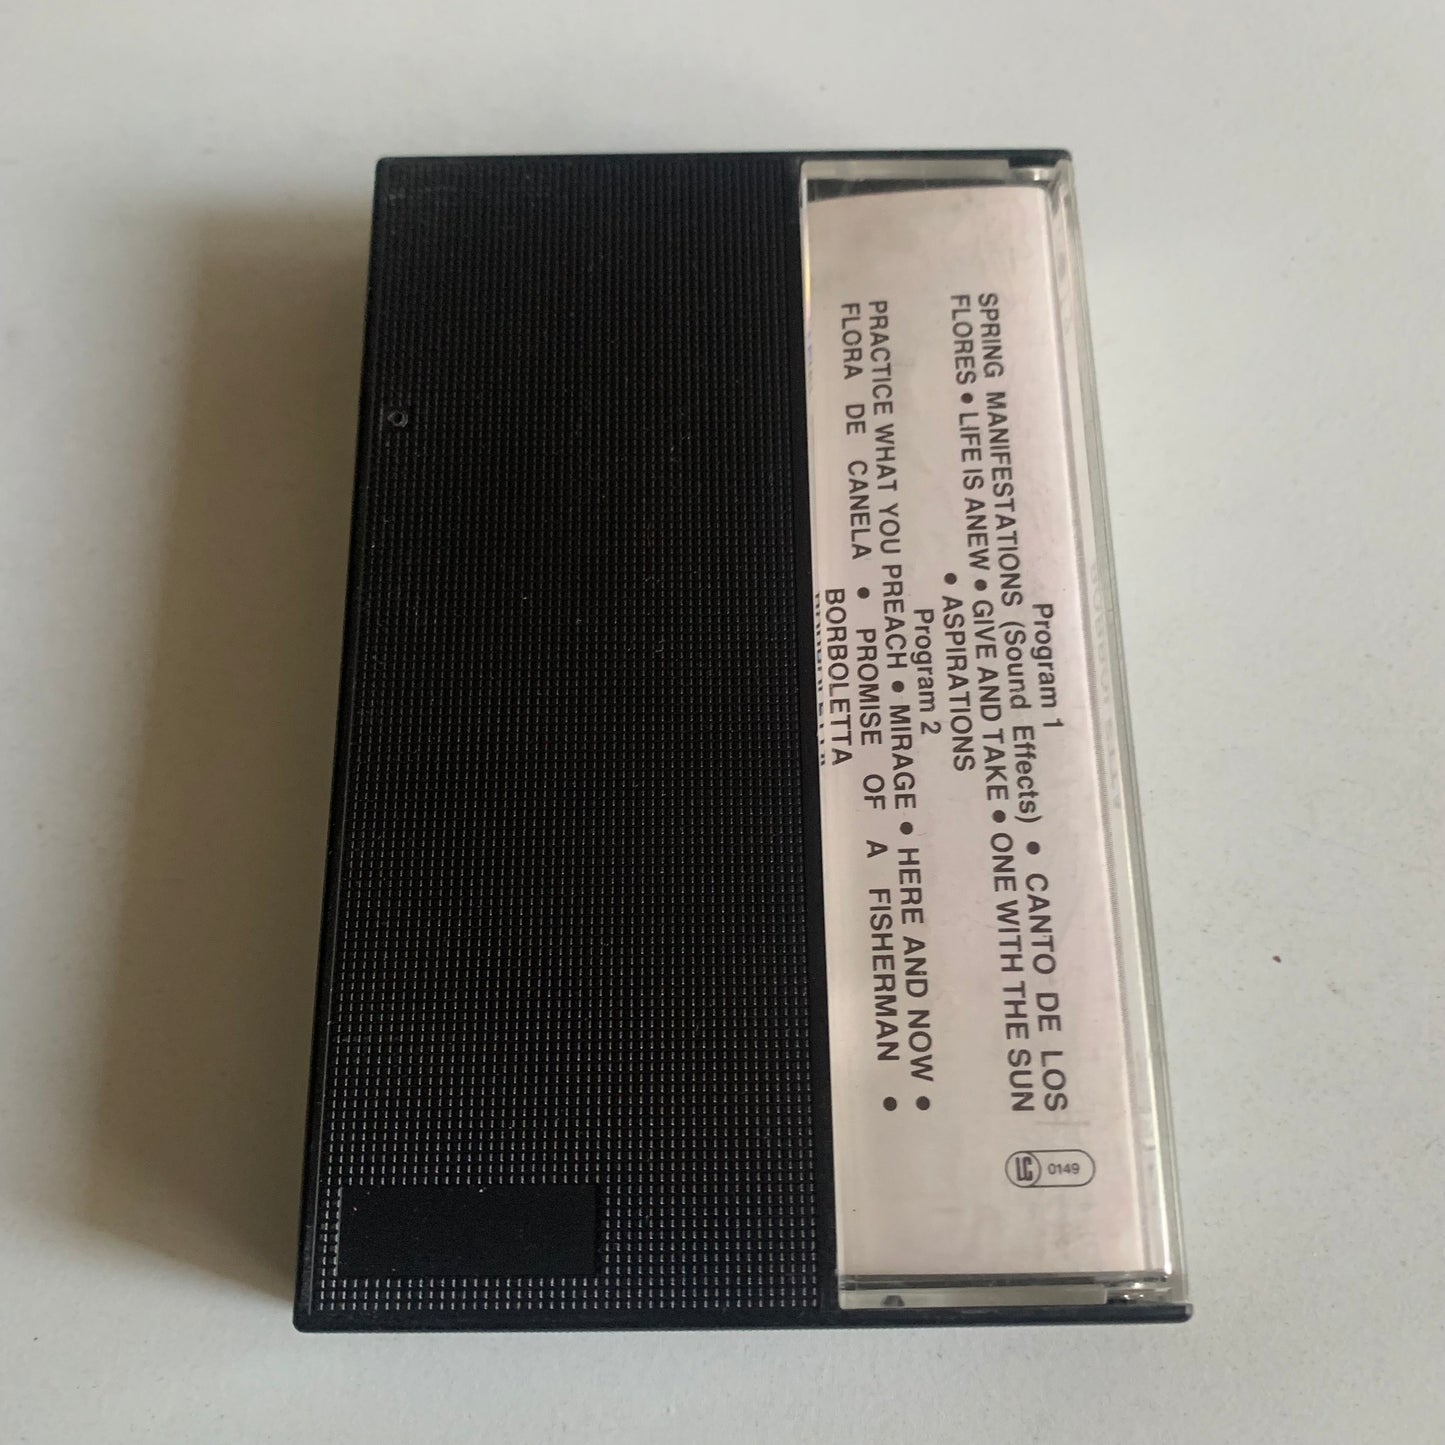 Program 1
SPRING MANIFESTATIONS (Sound Effects) • CANTO DE LOS
FLORES • LIFE IS ANEW • GIVE AND TAKE • ONE WITH THE SUN
• ASPIRATIONS
Program 2
PRACTICE WHAT YOU PREACH • MIRAGE • HERE AND NOW •
FLORA DE CANELA • PROMISE OF A FISHERMAN •
BORBOLETTA
0149